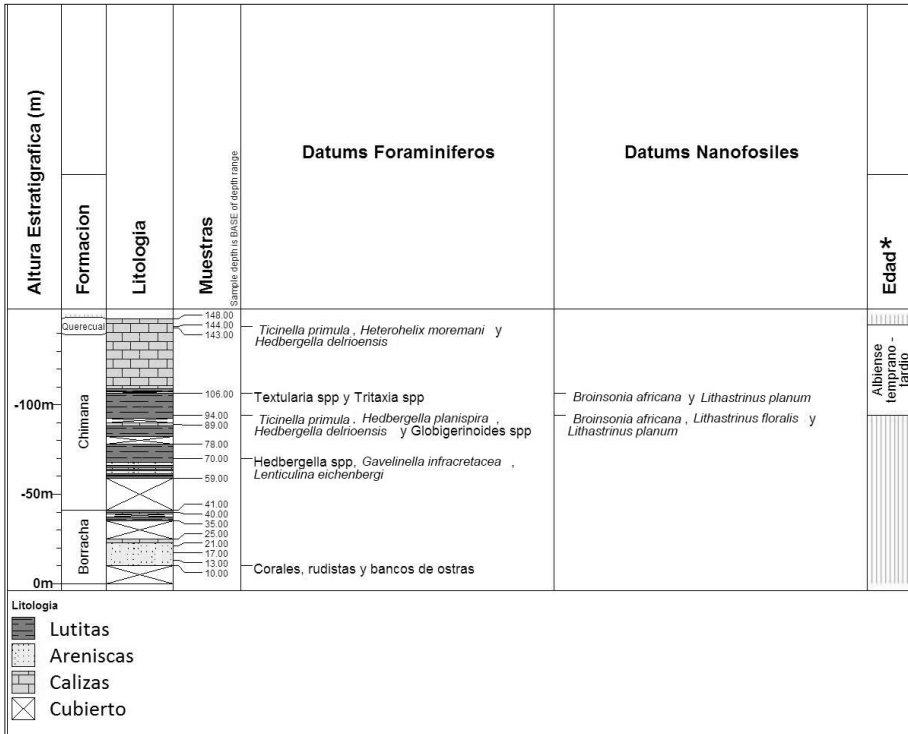 Altura Estratigrafica (m)
Formacion
Litologia
Muestras
Sample depth is BASE of depth range
Datums Foraminiferos
Datums Nanofosiles
Edad*
Querecual
Chimana
Borracha
-100m
-50m
0m
148.00
144.00
143.00
106.00
94.00
89.00
78.00
70.00
59.00
41.00
40.00
35.00
25.00
21.00
17.00
13.00
10.00
Ticinella primula, Heterohelix moremani y
Hedbergella delrioensis
Textularia spp y Tritaxia spp
Ticinella primula, Hedbergella planispira,
Hedbergella delrioensis y Globigerinoides spp
Hedbergella spp, Gavelinella infracretacea,
Lenticulina eichenbergi
Corales, rudistas y bancos de ostras
Broinsonia africana y Lithastrinus planum
Broinsonia africana, Lithastrinus floralis y
Lithastrinus planum
Albiense
temprano -
tardio
Litologia
Lutitas
Areniscas
Calizas
Cubierto